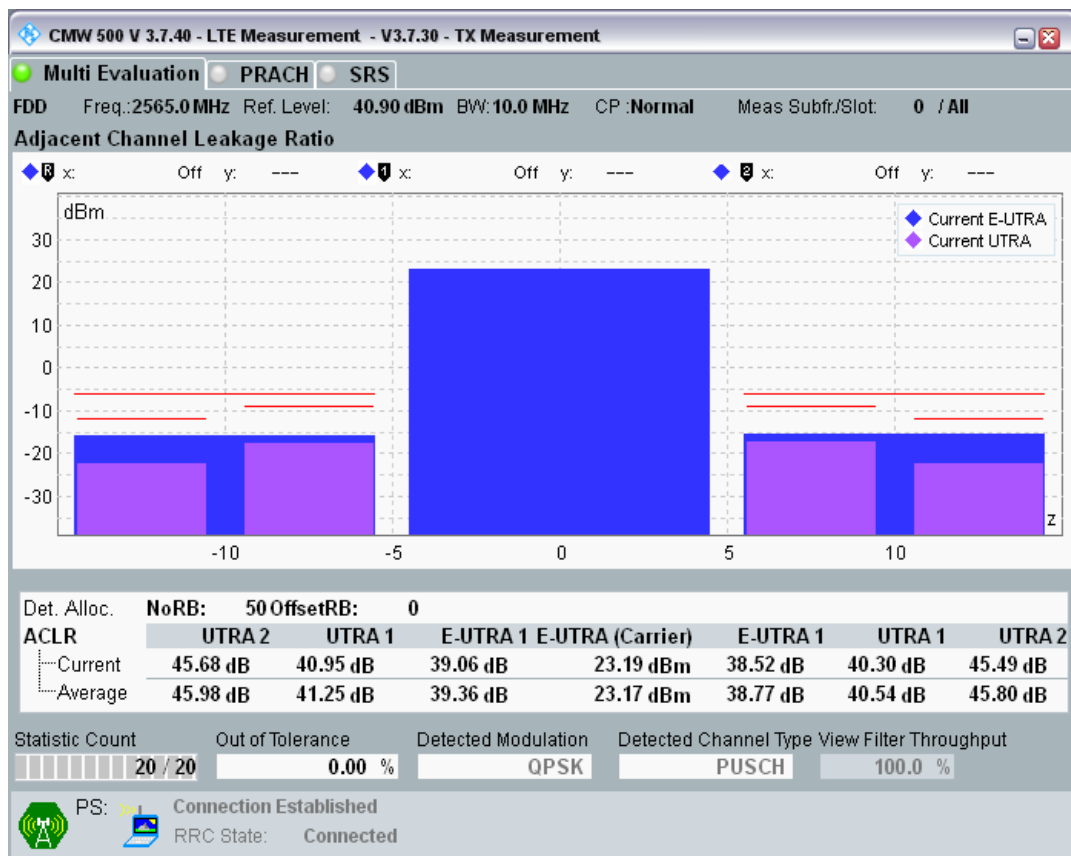 CMW 500 V 3.7.40 - LTE Measurement - V3.7.30 - TX Measurement
Multi Evaluation PRACH SRS
FDD Freq.:2565.0 MHz Ref. Level: 40.90 dBm BW:10.0 MHz CP :Normal Meas Subfr./Slot: 0 / All
Adjacent Channel Leakage Ratio
R x: Off y: --- 1 x: Off y: --- 2 x: Off y: ---
dBm
Current E-UTRA
Current UTRA
30
20
10
0
-10
-20
-30
z
-10 -5 0 5 10
Det. Alloc. NoRB: 50 OffsetRB: 0
ACLR UTRA 2 UTRA 1 E-UTRA 1 E-UTRA (Carrier) E-UTRA 1 UTRA 1 UTRA 2
Current 45.68 dB 40.95 dB 39.06 dB 23.19 dBm 38.52 dB 40.30 dB 45.49 dB
Average 45.98 dB 41.25 dB 39.36 dB 23.17 dBm 38.77 dB 40.54 dB 45.80 dB
Statistic Count Out of Tolerance Detected Modulation Detected Channel Type View Filter Throughput
20 / 20 0.00 % QPSK PUSCH 100.0 %
PS: Connection Established
RRC State: Connected